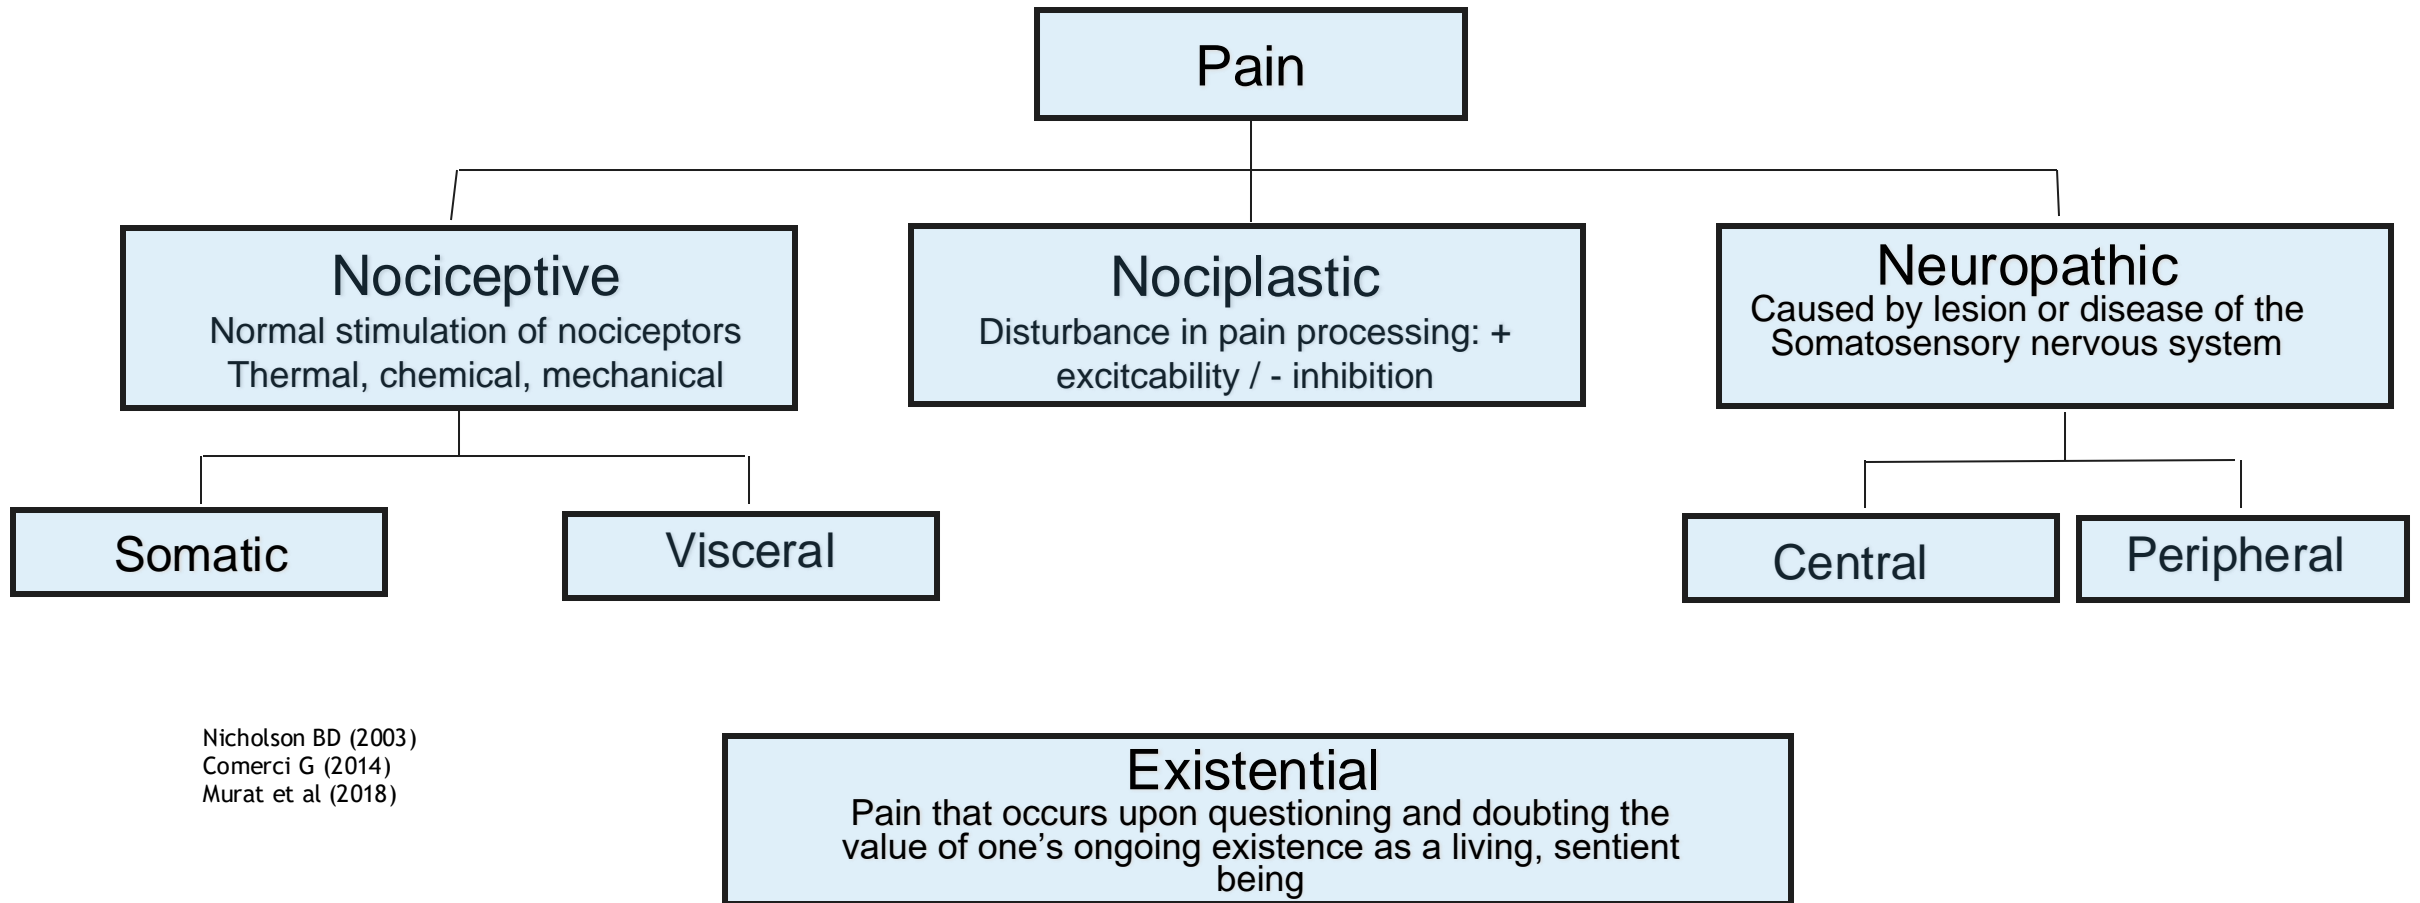 Pain
Nociceptive
Normal stimulation of nociceptors
Thermal, chemical, mechanical
Nociplastic
Disturbance in pain processing: +
excitcability / - inhibition
Neuropathic
Caused by lesion or disease of the
Somatosensory nervous system
Somatic
Visceral
Central
Peripheral
Nicholson BD (2003)
Comerci G (2014)
Murat et al (2018)
Existential
Pain that occurs upon questioning and doubting the
value of one’s ongoing existence as a living, sentient
being